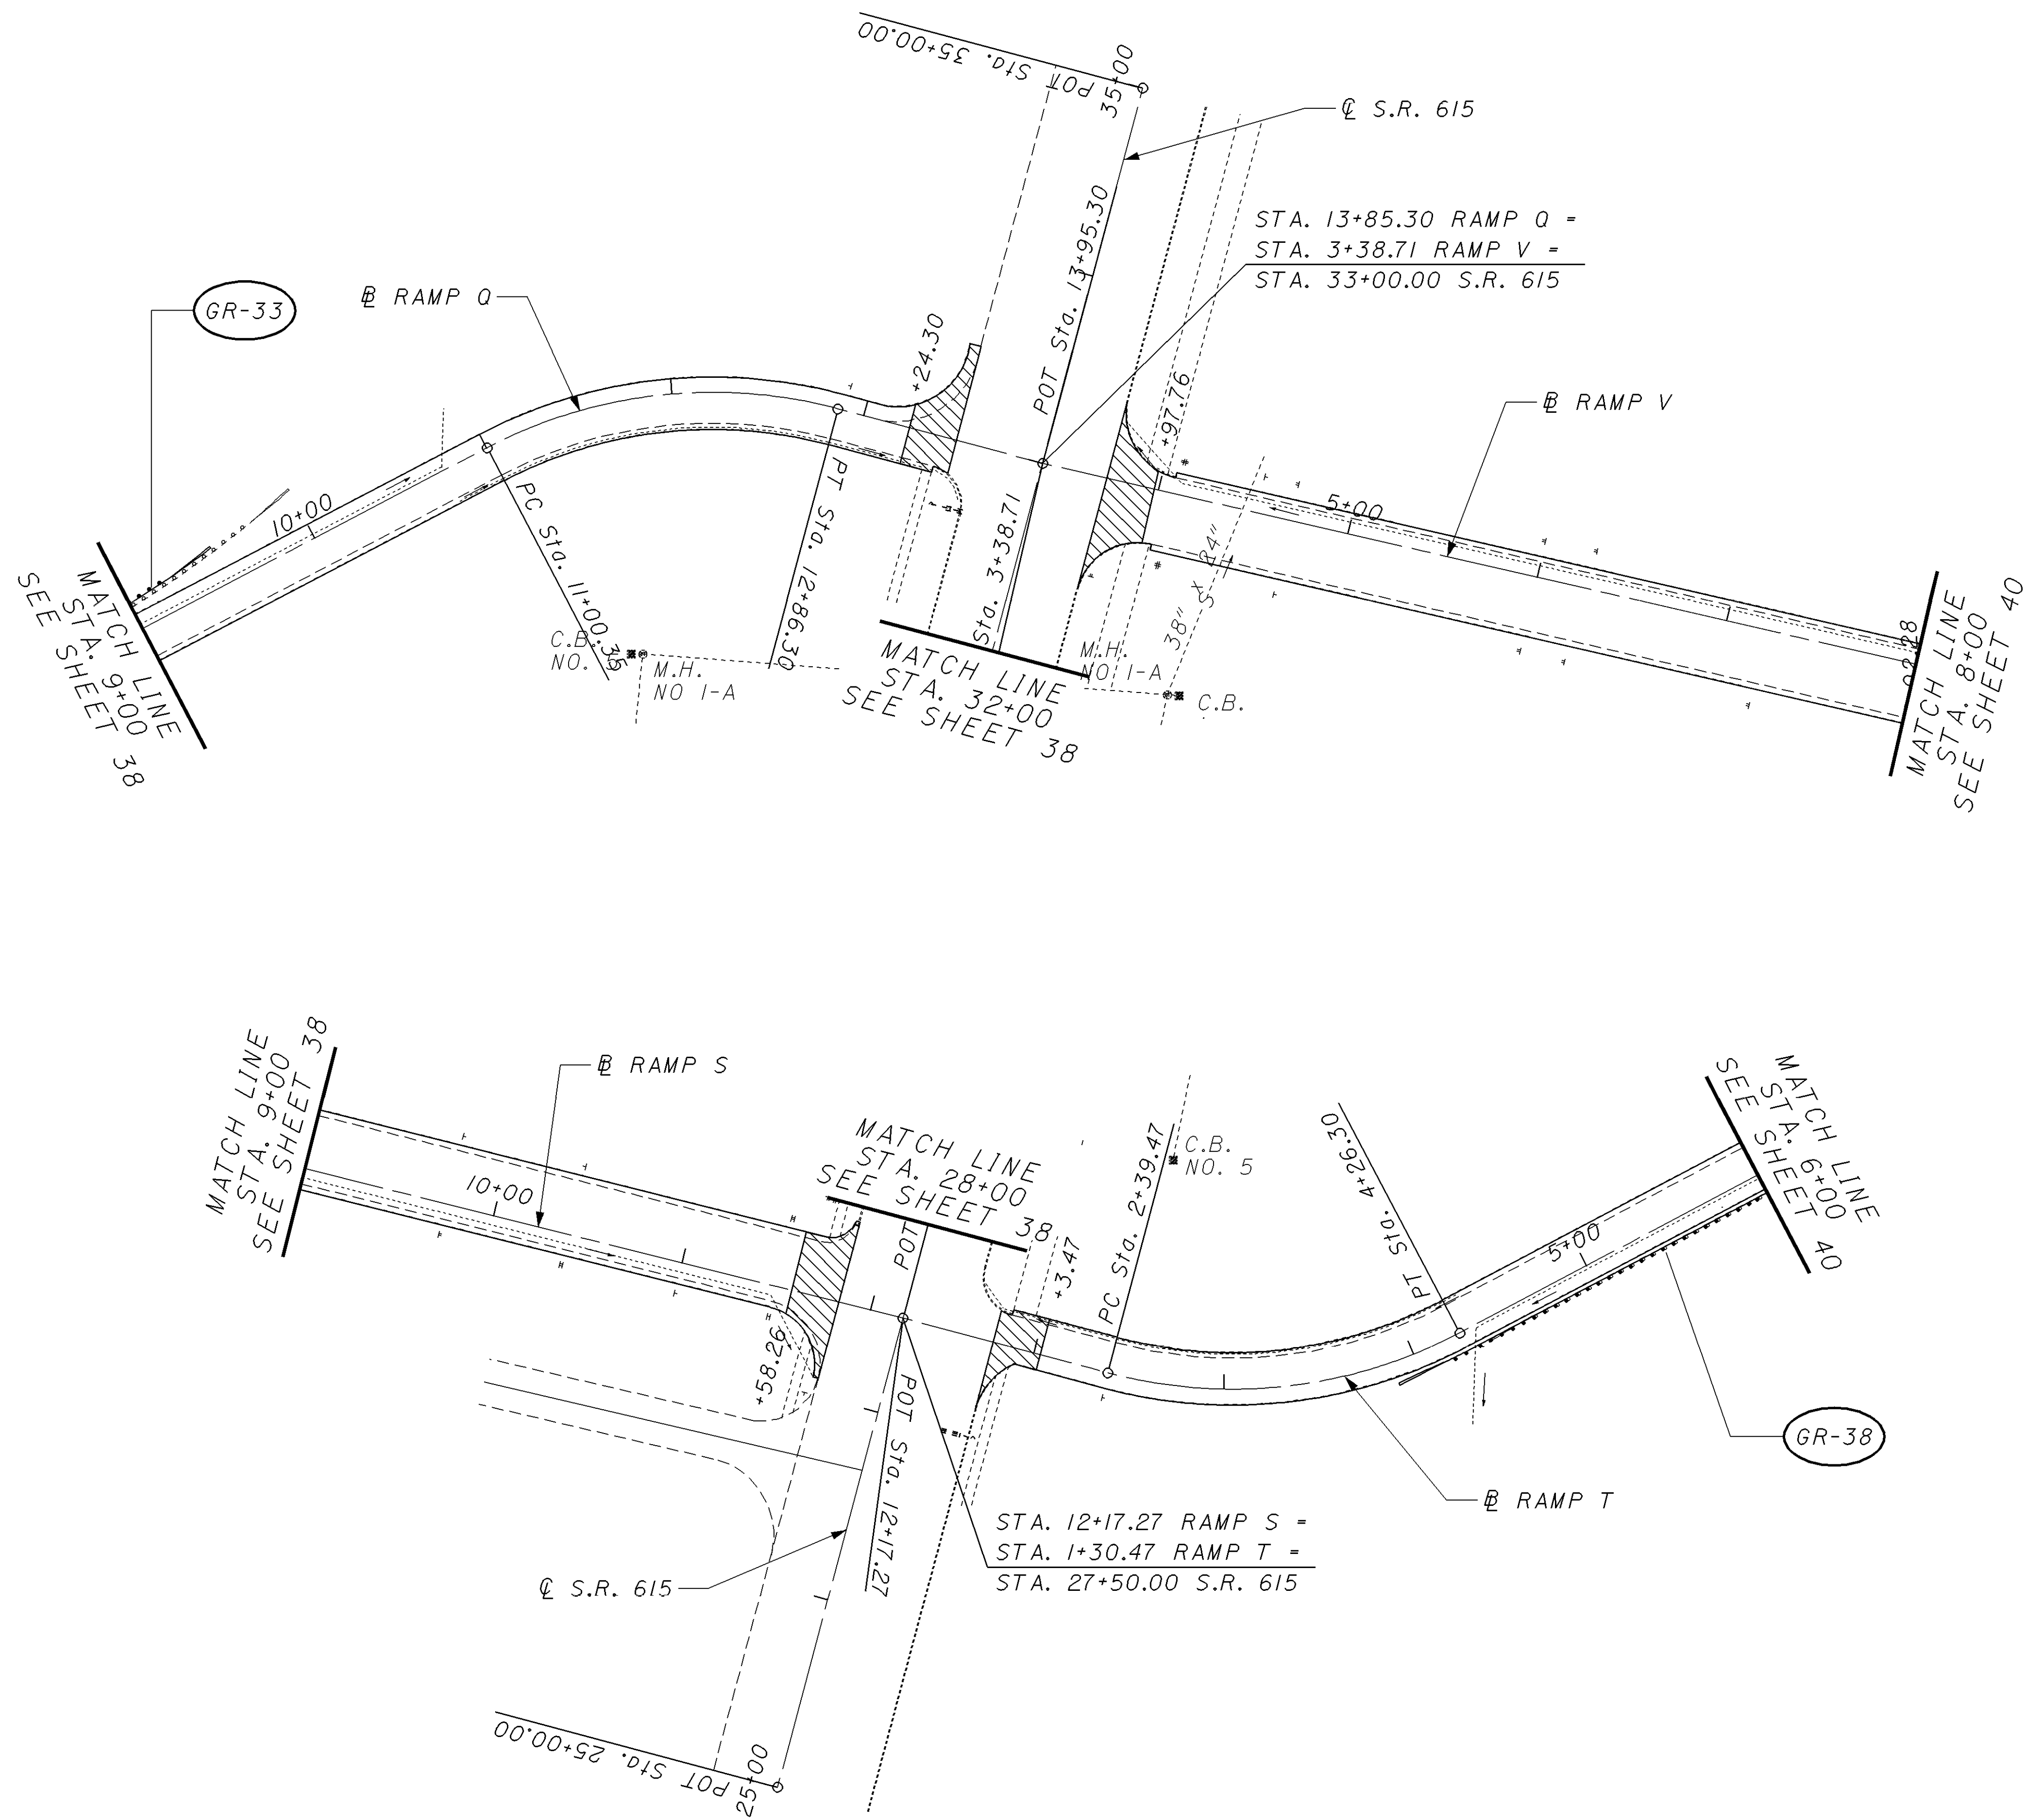 POT Sta. 35+00.00
35+00
℄ S.R. 615
POT Sta. 13+95.30
STA. 13+85.30 RAMP Q =
STA. 3+38.71 RAMP V =
STA. 33+00.00 S.R. 615
GR-33
BL RAMP Q
+24.30
+97.76
BL RAMP V
10+00
PC Sta. 11+00.35
PT Sta. 12+86.30
Sta. 3+38.71
5+00
38" x 24"
MATCH LINE
STA. 9+00
SEE SHEET 38
C.B.
NO.
M.H.
NO 1-A
MATCH LINE
STA. 32+00
SEE SHEET 38
M.H.
NO 1-A
C.B.
MATCH LINE
STA. 8+00
SEE SHEET 40
MATCH LINE
STA. 9+00
SEE SHEET 38
BL RAMP S
10+00
MATCH LINE
STA. 28+00
SEE SHEET 38
POT
+3.47
PC Sta. 2+39.47
C.B.
NO. 5
PT Sta. 4+26.30
5+00
MATCH LINE
STA. 6+00
SEE SHEET 40
+58.26
POT Sta. 12+17.27
GR-38
BL RAMP T
STA. 12+17.27 RAMP S =
STA. 1+30.47 RAMP T =
STA. 27+50.00 S.R. 615
℄ S.R. 615
POT Sta. 25+00.00
25+00